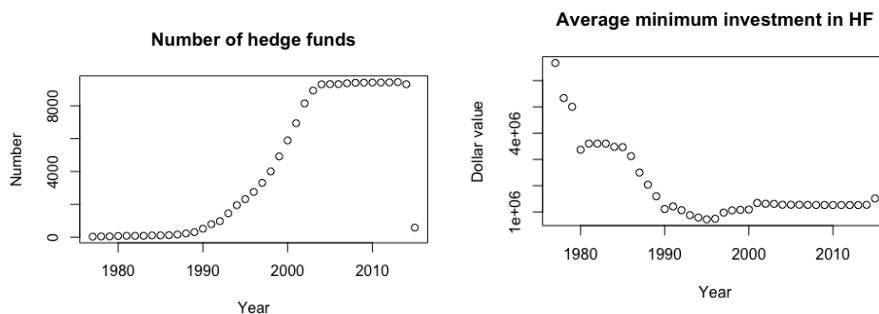 Number of hedge funds
Number
0
4000
8000
1980
1990
2000
2010
Year
Average minimum investment in HF
Dollar value
1e+06
4e+06
1980
1990
2000
2010
Year